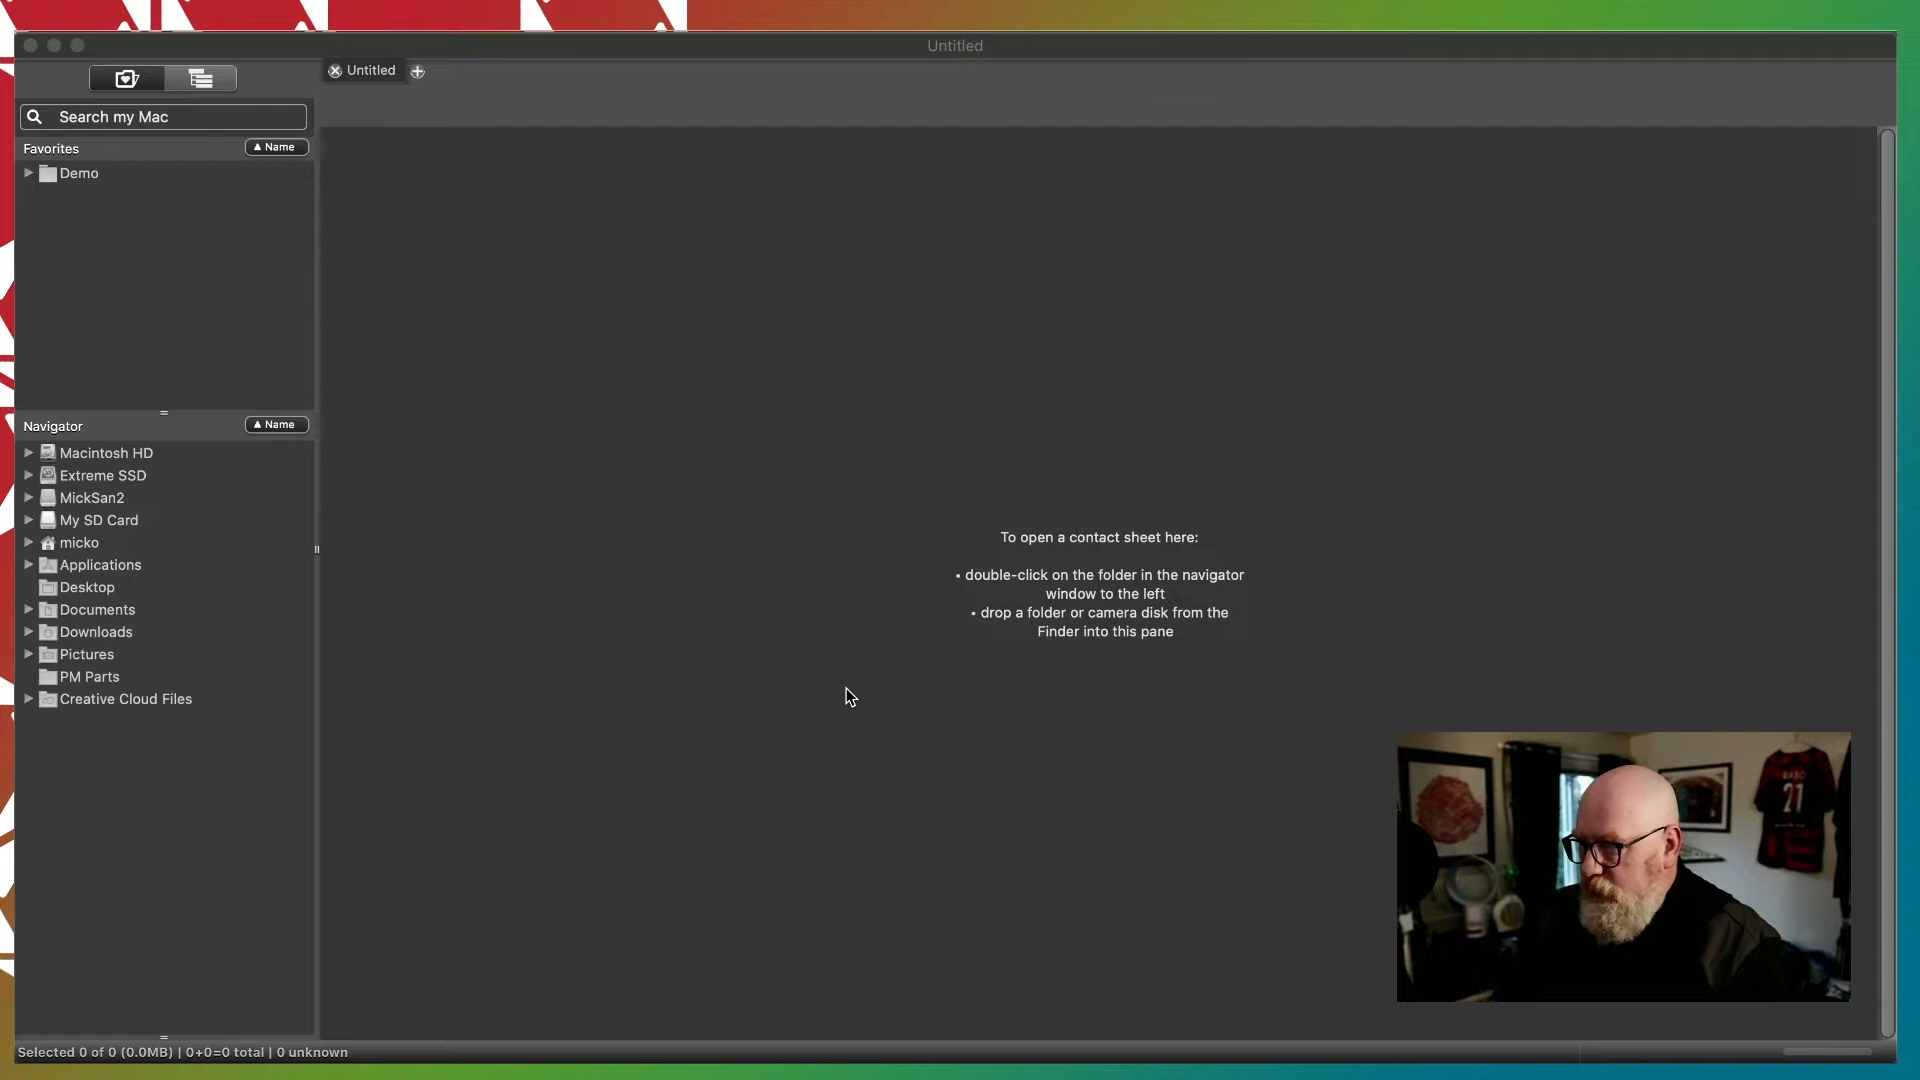 Untitled
Untitled
Search my Mac
Favorites
▲ Name
Demo
Navigator
▲ Name
Macintosh HD
Extreme SSD
MickSan2
My SD Card
micko
Applications
Desktop
Documents
Downloads
Pictures
PM Parts
Creative Cloud Files
To open a contact sheet here:
• double-click on the folder in the navigator
window to the left
• drop a folder or camera disk from the
Finder into this pane
21
Selected 0 of 0 (0.0MB) | 0+0=0 total | 0 unknown